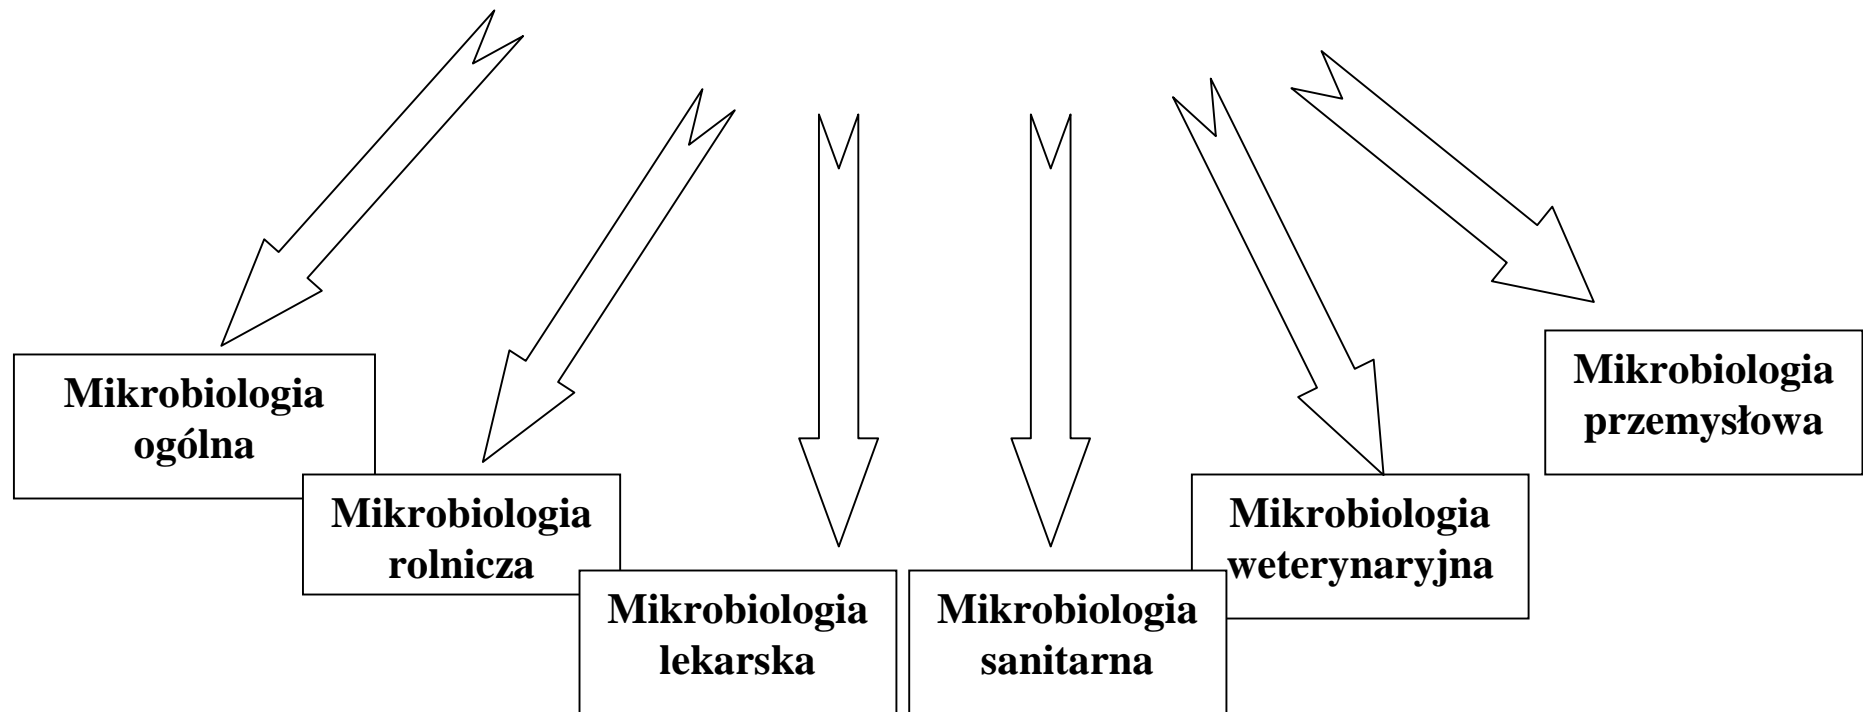 Mikrobiologia
ogólna
Mikrobiologia
rolnicza
Mikrobiologia
lekarska
Mikrobiologia
sanitarna
Mikrobiologia
weterynaryjna
Mikrobiologia
przemysłowa